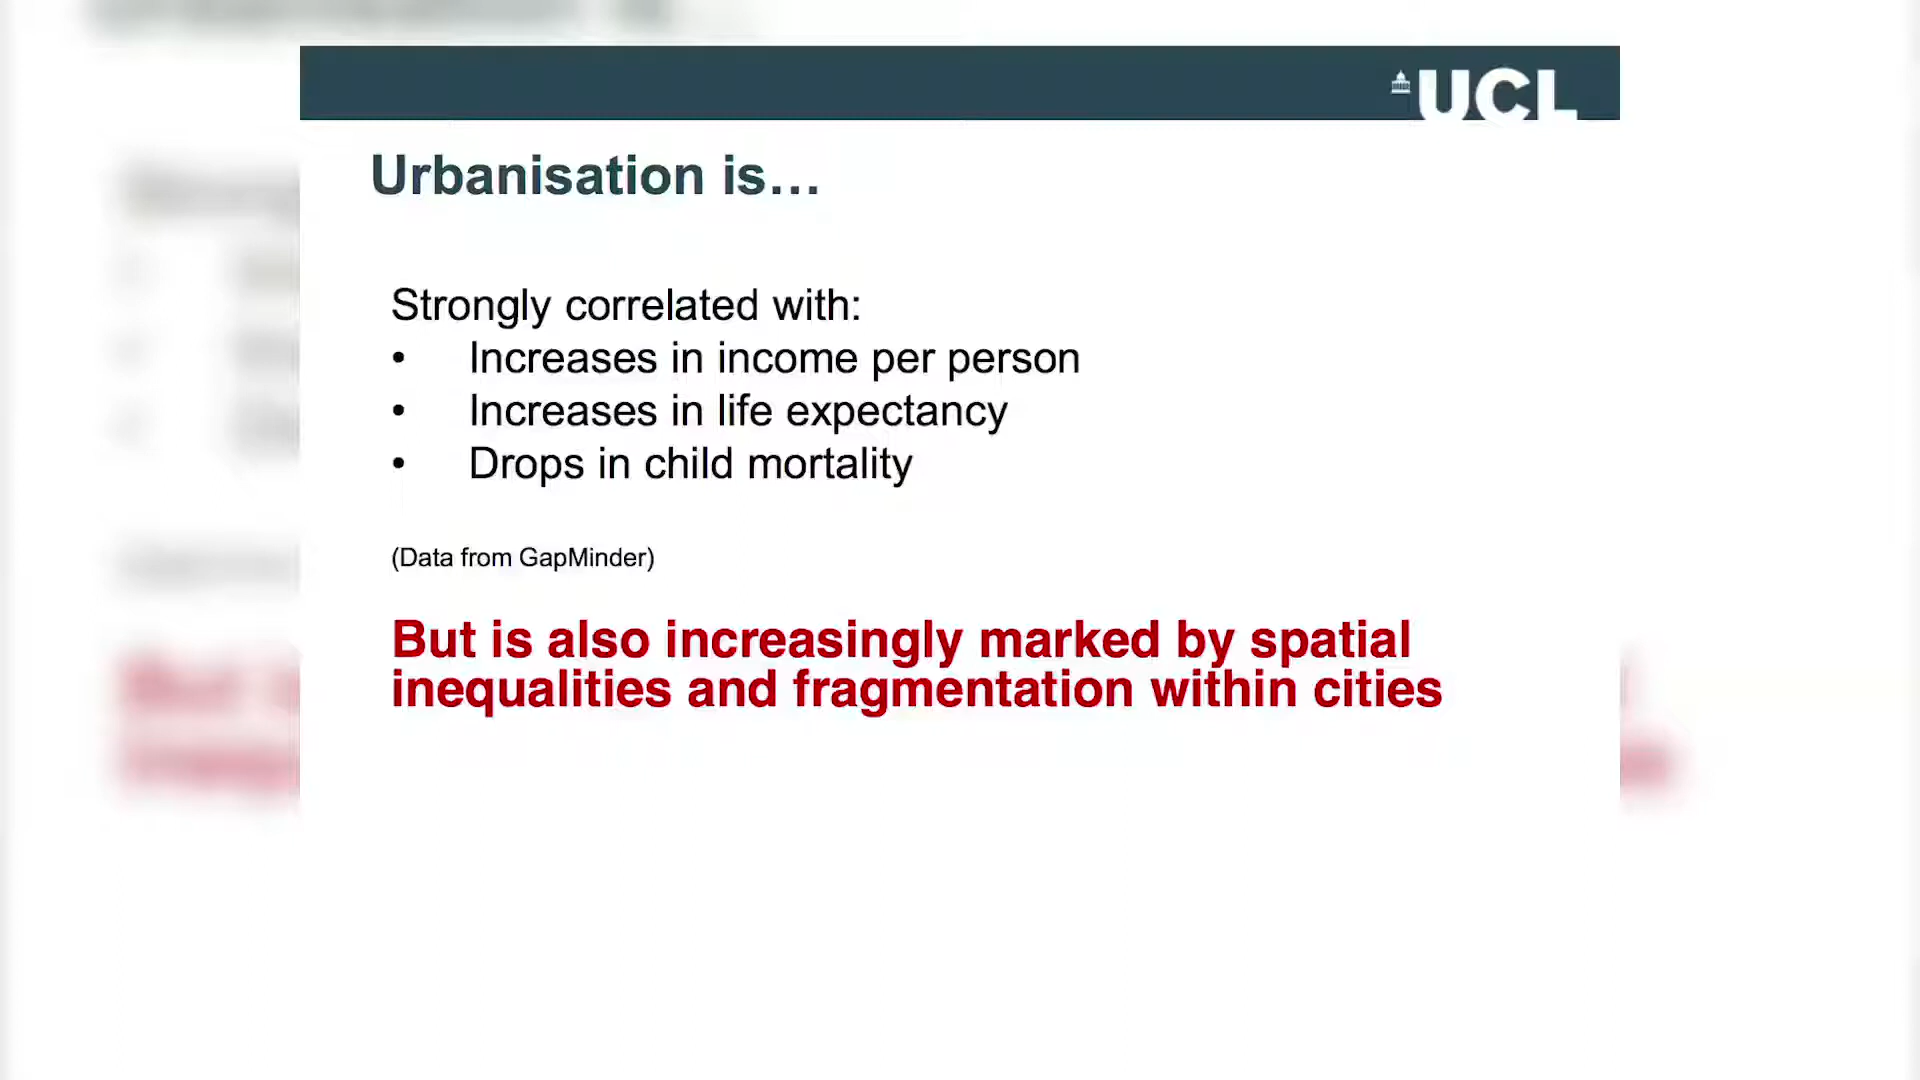 UCL
Urbanisation is...
Strongly correlated with:
• Increases in income per person
• Increases in life expectancy
• Drops in child mortality
(Data from GapMinder)
But is also increasingly marked by spatial
inequalities and fragmentation within cities